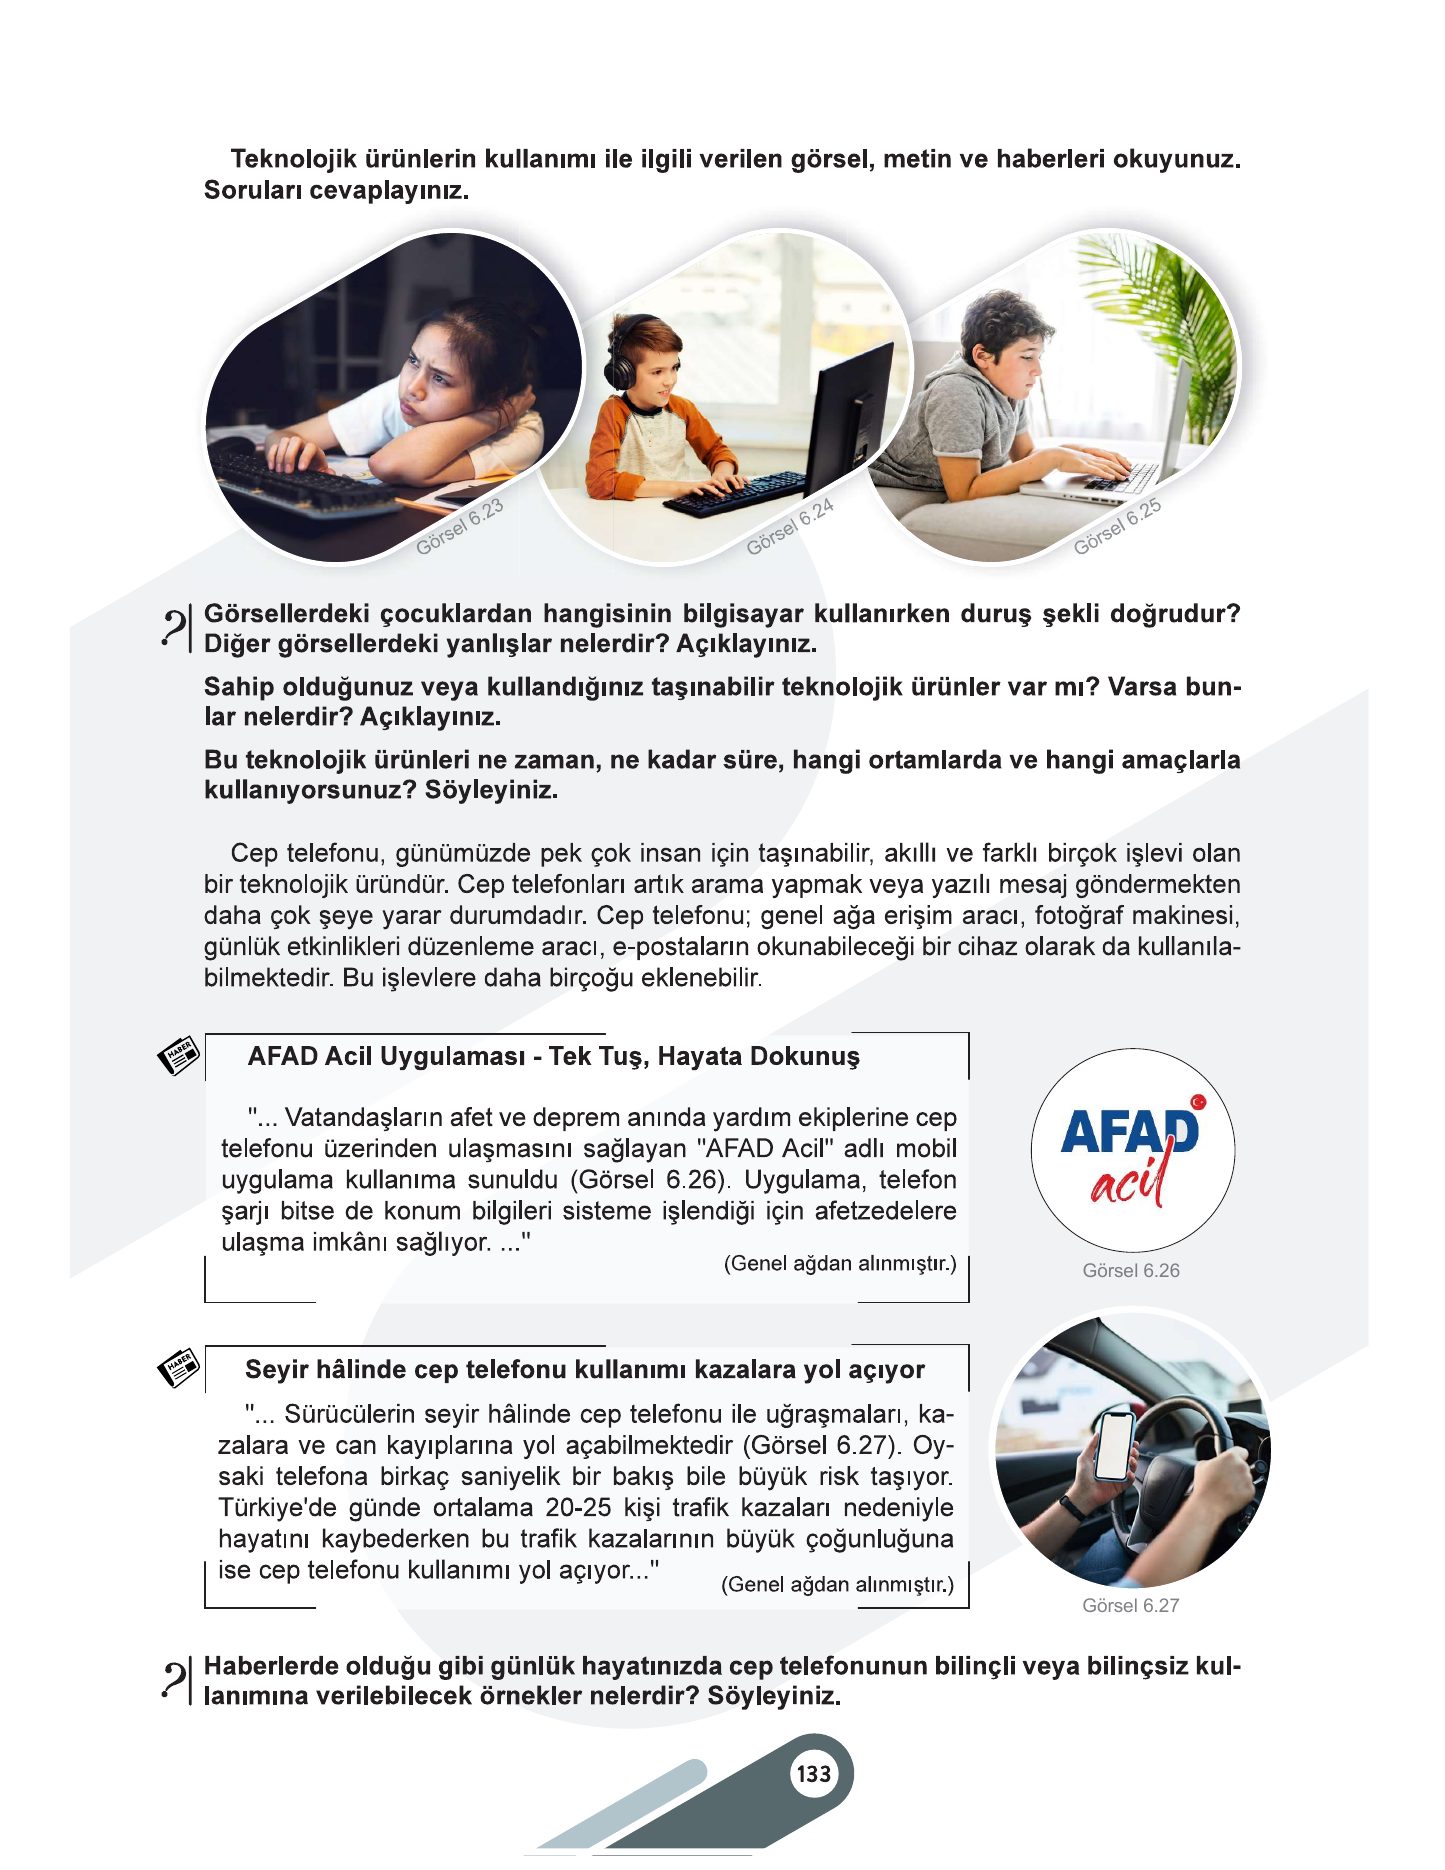 Teknolojik ürünlerin kullanımı ile ilgili verilen görsel, metin ve haberleri okuyunuz.
Soruları cevaplayınız.
Görsel 6.23
Görsel 6.24
Görsel 6.25
Görsellerdeki çocuklardan hangisinin bilgisayar kullanırken duruş şekli doğrudur?
Diğer görsellerdeki yanlışlar nelerdir? Açıklayınız.
Sahip olduğunuz veya kullandığınız taşınabilir teknolojik ürünler var mı? Varsa bun-
lar nelerdir? Açıklayınız.
Bu teknolojik ürünleri ne zaman, ne kadar süre, hangi ortamlarda ve hangi amaçlarla
kullanıyorsunuz? Söyleyiniz.
Cep telefonu, günümüzde pek çok insan için taşınabilir, akıllı ve farklı birçok işlevi olan
bir teknolojik üründür. Cep telefonları artık arama yapmak veya yazılı mesaj göndermekten
daha çok şeye yarar durumdadır. Cep telefonu; genel ağa erişim aracı, fotoğraf makinesi,
günlük etkinlikleri düzenleme aracı, e-postaların okunabileceği bir cihaz olarak da kullanıla-
bilmektedir. Bu işlevlere daha birçoğu eklenebilir.
HABER
AFAD Acil Uygulaması - Tek Tuş, Hayata Dokunuş
"... Vatandaşların afet ve deprem anında yardım ekiplerine cep
telefonu üzerinden ulaşmasını sağlayan "AFAD Acil" adlı mobil
uygulama kullanıma sunuldu (Görsel 6.26). Uygulama, telefon
şarjı bitse de konum bilgileri sisteme işlendiği için afetzedelere
ulaşma imkânı sağlıyor. ..."
(Genel ağdan alınmıştır.)
AFAD
acil
Görsel 6.26
HABER
Seyir hâlinde cep telefonu kullanımı kazalara yol açıyor
"... Sürücülerin seyir hâlinde cep telefonu ile uğraşmaları, ka-
zalara ve can kayıplarına yol açabilmektedir (Görsel 6.27). Oy-
saki telefona birkaç saniyelik bir bakış bile büyük risk taşıyor.
Türkiye'de günde ortalama 20-25 kişi trafik kazaları nedeniyle
hayatını kaybederken bu trafik kazalarının büyük çoğunluğuna
ise cep telefonu kullanımı yol açıyor..."
(Genel ağdan alınmıştır.)
Görsel 6.27
Haberlerde olduğu gibi günlük hayatınızda cep telefonunun bilinçli veya bilinçsiz kul-
lanımına verilebilecek örnekler nelerdir? Söyleyiniz.
133